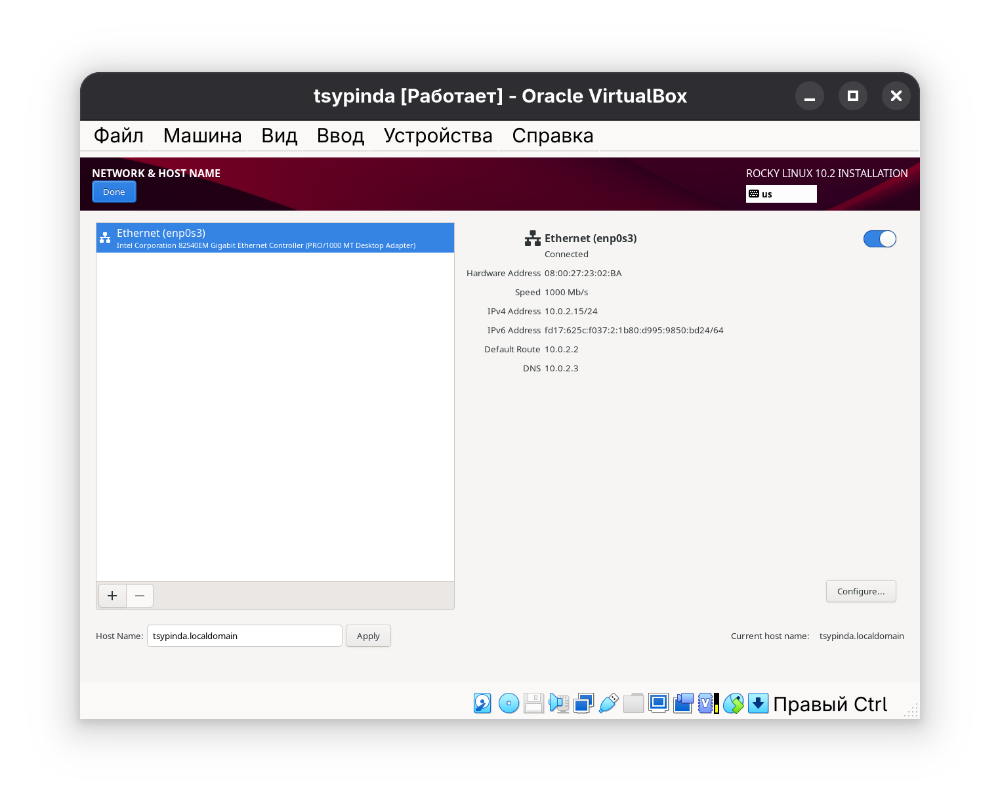 tsypinda [Работает] - Oracle VirtualBox
Файл Машина Вид Ввод Устройства Справка
NETWORK & HOST NAME
ROCKY LINUX 10.2 INSTALLATION
Done
us
Ethernet (enp0s3)
Intel Corporation 82540EM Gigabit Ethernet Controller (PRO/1000 MT Desktop Adapter)
Ethernet (enp0s3)
Connected
Hardware Address 08:00:27:23:02:BA
Speed 1000 Mb/s
IPv4 Address 10.0.2.15/24
IPv6 Address fd17:625c:f037:2:1b80:d995:9850:bd24/64
Default Route 10.0.2.2
DNS 10.0.2.3
Configure...
Host Name: tsypinda.localdomain Apply
Current host name: tsypinda.localdomain
Правый Ctrl